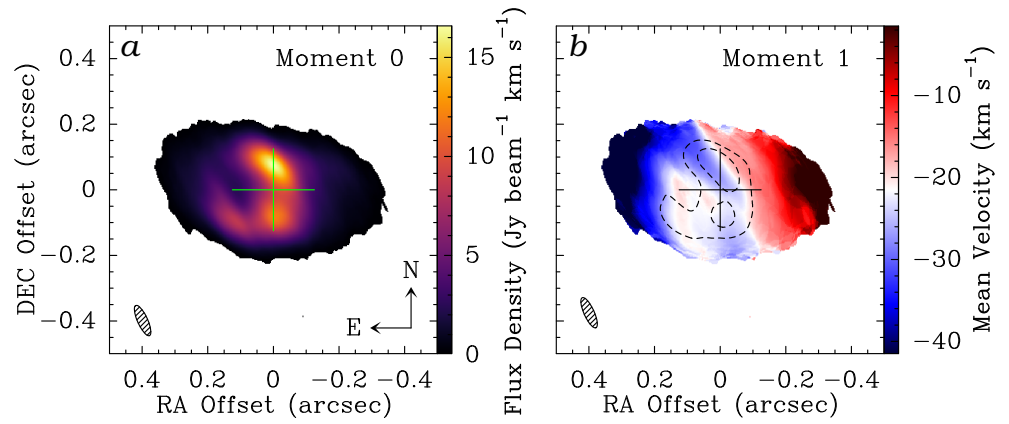 a
Moment 0
0.4
0.2
0
−0.2
−0.4
DEC Offset (arcsec)
N
E
0.4 0.2 0 −0.2 −0.4
RA Offset (arcsec)
15
10
5
0
Flux Density (Jy beam−1 km s−1)
b
Moment 1
0.4 0.2 0 −0.2 −0.4
RA Offset (arcsec)
−10
−20
−30
−40
Mean Velocity (km s−1)